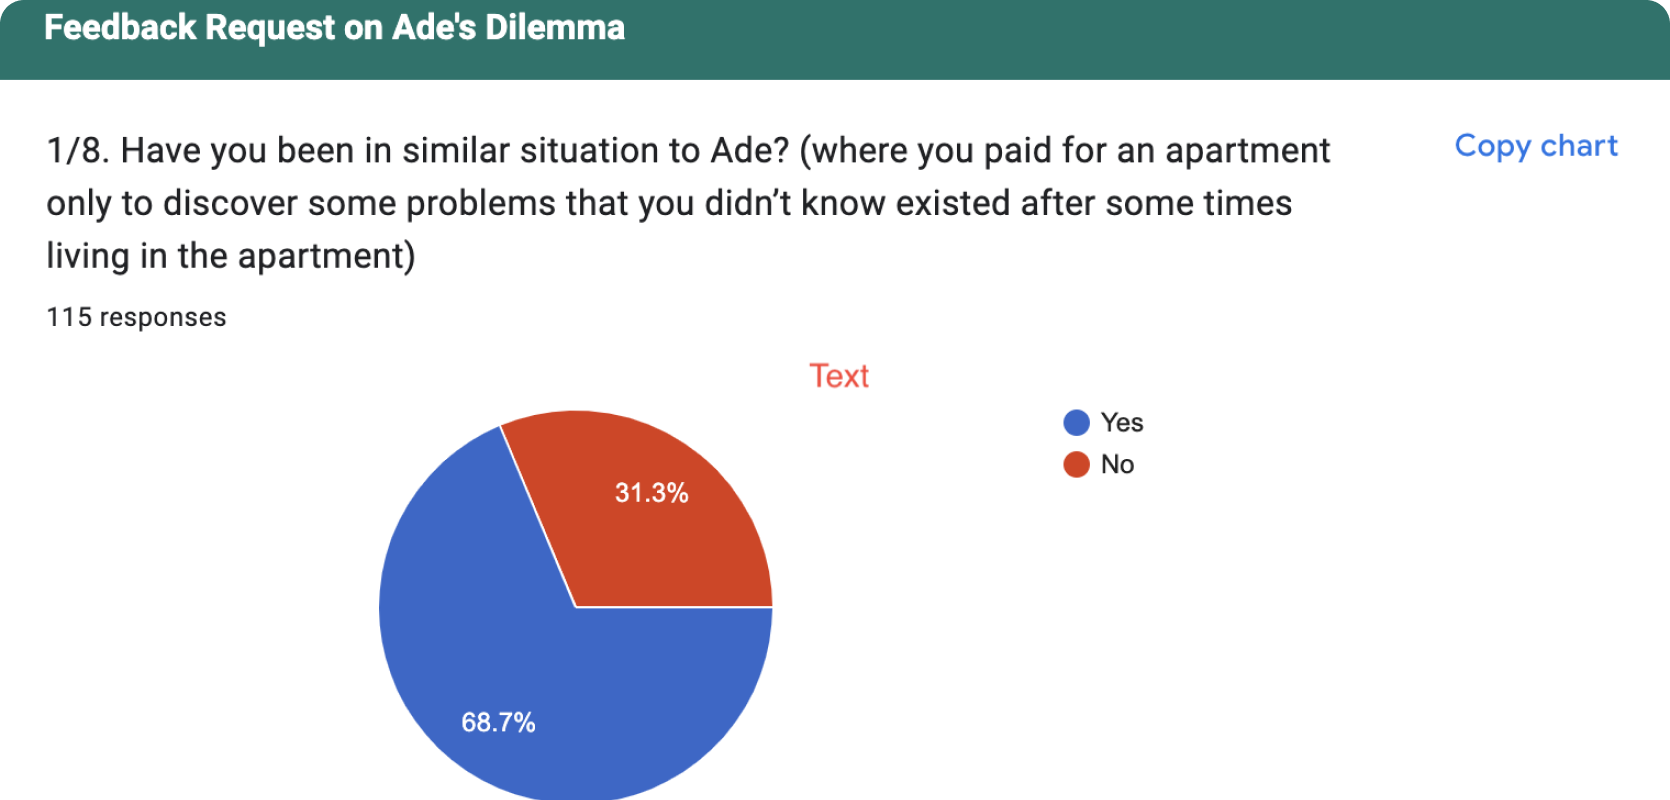 Feedback Request on Ade's Dilemma
1/8. Have you been in similar situation to Ade? (where you paid for an apartment
only to discover some problems that you didn’t know existed after some times
living in the apartment)
Copy chart
115 responses
Text
Yes
No
31.3%
68.7%